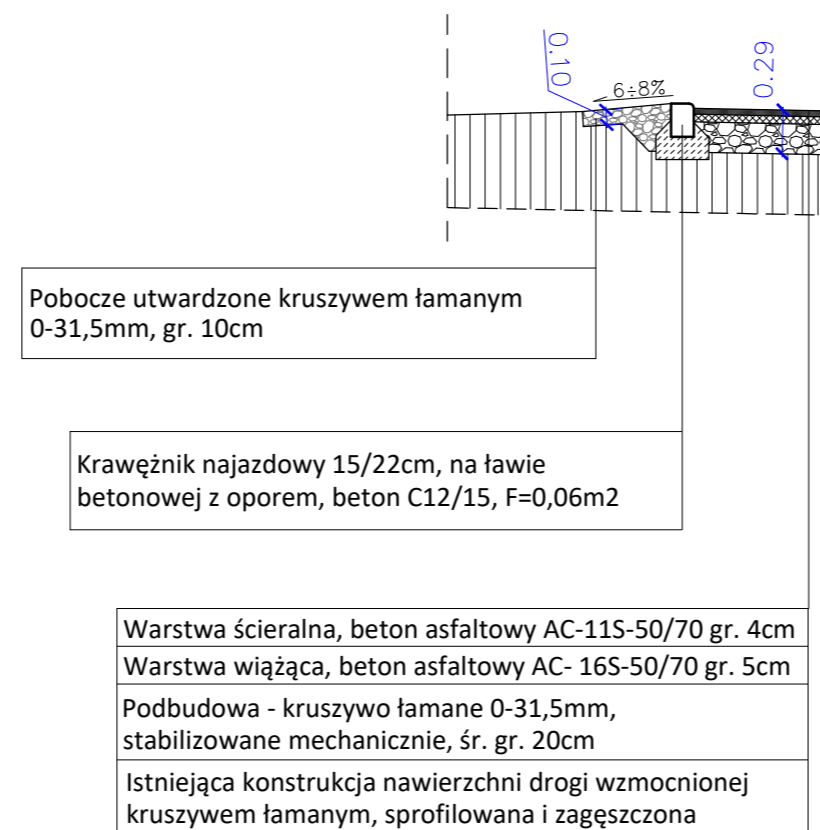 0.10
6÷8%
0.29
Pobocze utwardzone kruszywem łamanym
0-31,5mm, gr. 10cm
Krawężnik najazdowy 15/22cm, na ławie
betonowej z oporem, beton C12/15, F=0,06m2
Warstwa ścieralna, beton asfaltowy AC-11S-50/70 gr. 4cm
Warstwa wiążąca, beton asfaltowy AC- 16S-50/70 gr. 5cm
Podbudowa - kruszywo łamane 0-31,5mm,
stabilizowane mechanicznie, śr. gr. 20cm
Istniejąca konstrukcja nawierzchni drogi wzmocnionej
kruszywem łamanym, sprofilowana i zagęszczona